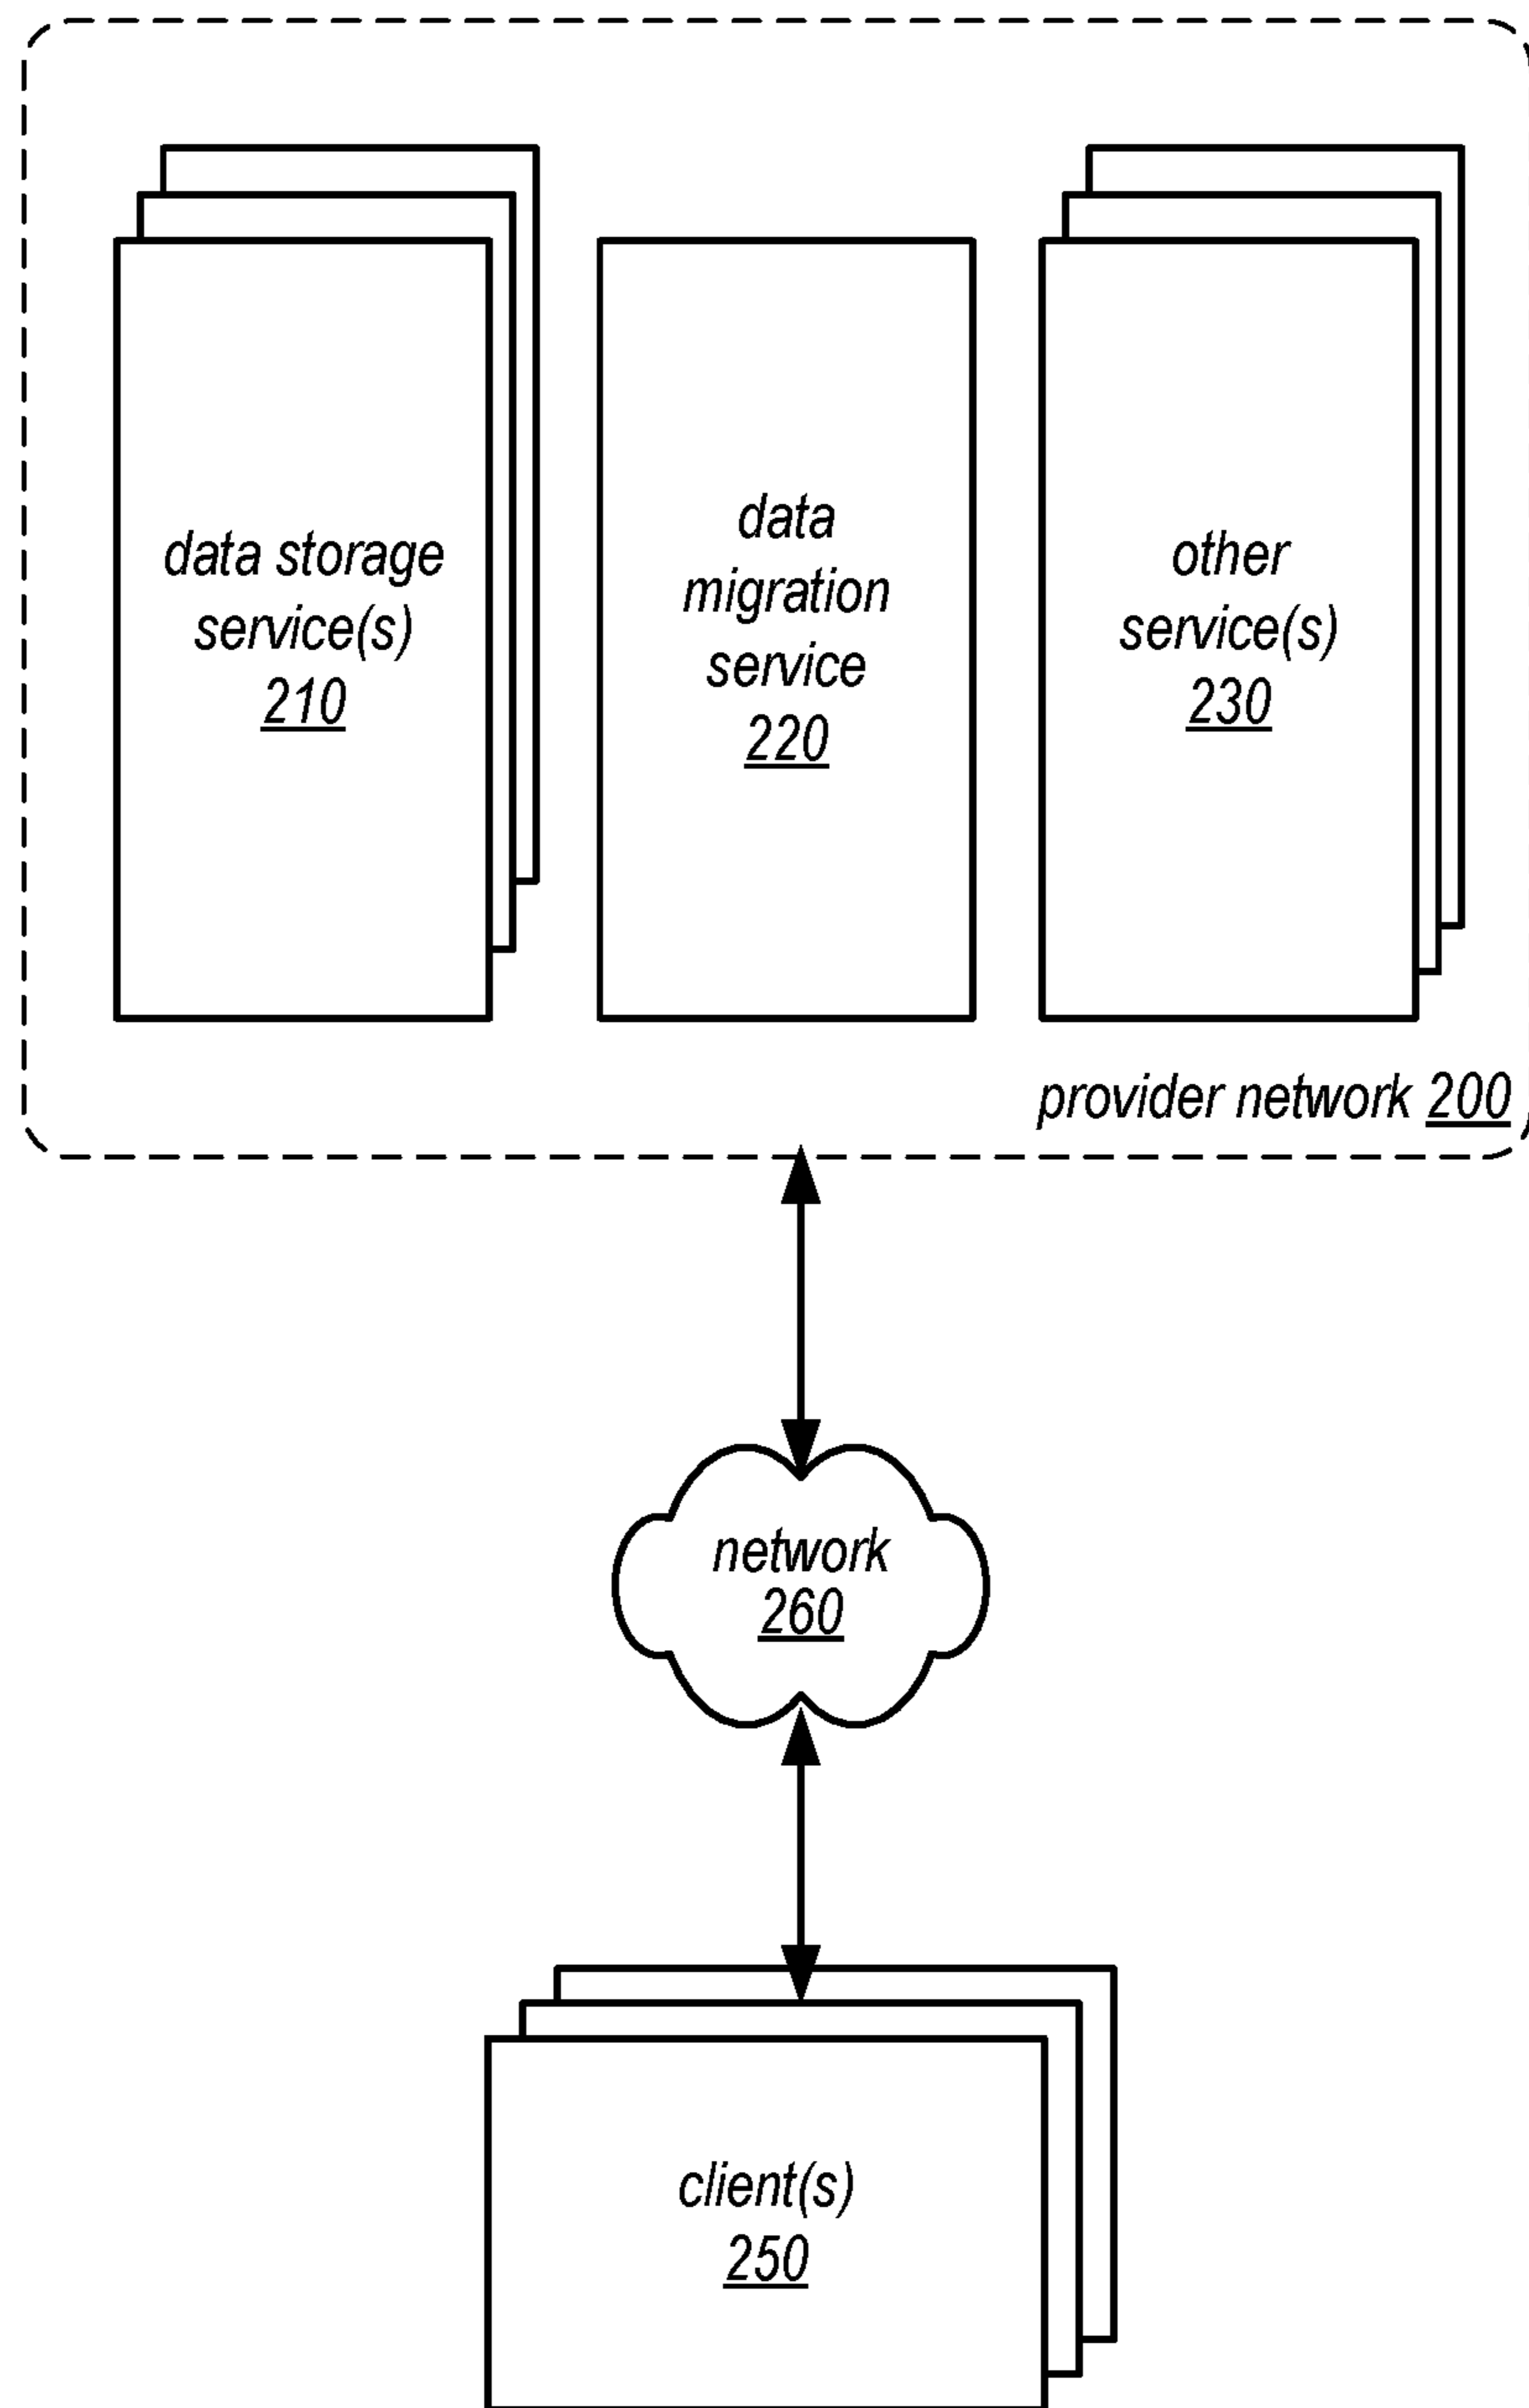 data storage
service(s)
210
data
migration
service
220
other
service(s)
230
provider network 200
network
260
client(s)
250